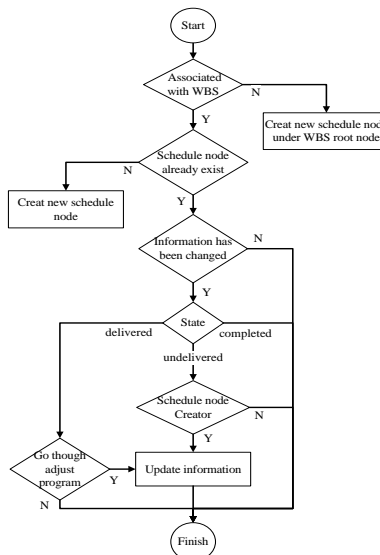 Start
Associated
with WBS
N
Y
Creat new schedule node
under WBS root node
Schedule node
already exist
N
Creat new schedule
node
Y
Information has
been changed
N
Y
State
delivered
completed
undelivered
Schedule node
Creator
N
Y
Go though
adjust
program
Y
Update information
N
Finish